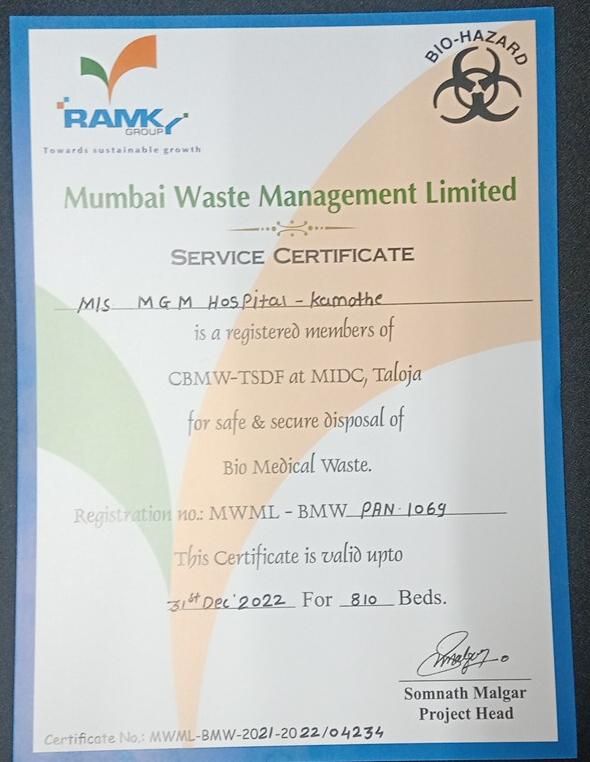 BIO-HAZARD
RAMKY
GROUP
Towards sustainable growth
Mumbai Waste Management Limited
SERVICE CERTIFICATE
M/S MGM HOSPital - Kamothe
is a registered members of
CBMW-TSDF at MIDC, Taloja
for safe & secure disposal of
Bio Medical Waste.
Registration no.: MWML - BMW PAN-1069
This Certificate is valid upto
31st Dec'2022 For 810 Beds.
Somnath Malgar
Project Head
Certificate No.: MWML-BMW-2021-2022/04234